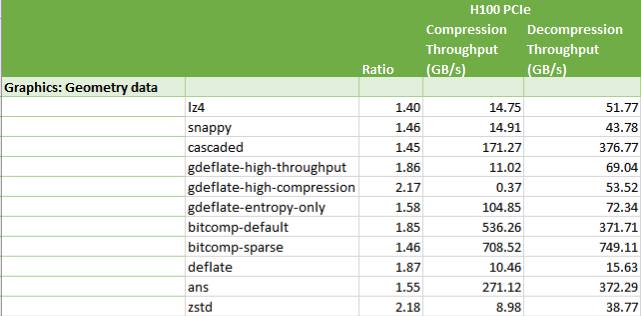 H100 PCIe
Compression Decompression
Throughput Throughput
Ratio (GB/s) (GB/s)
Graphics: Geometry data
lz4 1.40 14.75 51.77
snappy 1.46 14.91 43.78
cascaded 1.45 171.27 376.77
gdeflate-high-throughput 1.86 11.02 69.04
gdeflate-high-compression 2.17 0.37 53.52
gdeflate-entropy-only 1.58 104.85 72.34
bitcomp-default 1.85 536.26 371.71
bitcomp-sparse 1.46 708.52 749.11
deflate 1.87 10.46 15.63
ans 1.55 271.12 372.29
zstd 2.18 8.98 38.77